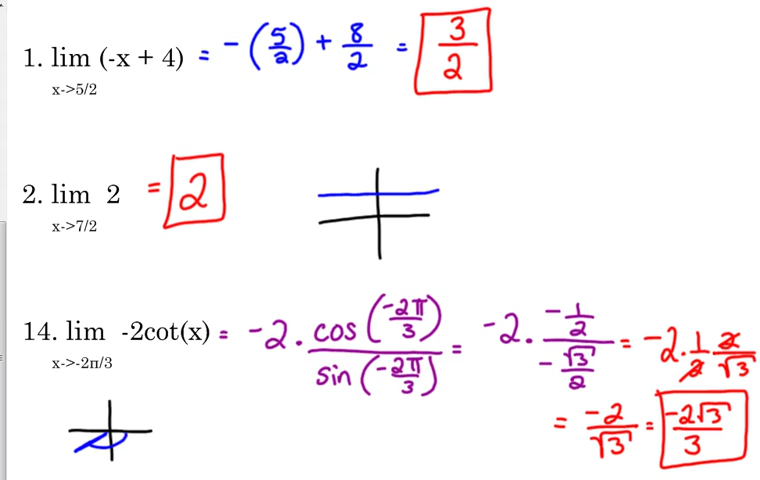 1. lim (-x + 4) = -(5/2) + 8/2 = 3/2
x->5/2
2. lim 2 = 2
x->7/2
14. lim -2cot(x) = -2 · cos(-2π/3)/sin(-2π/3) = -2 · (-1/2)/(-√3/2) = -2 · 1/2 2/√3
x->-2π/3
= -2/√3 = -2√3/3